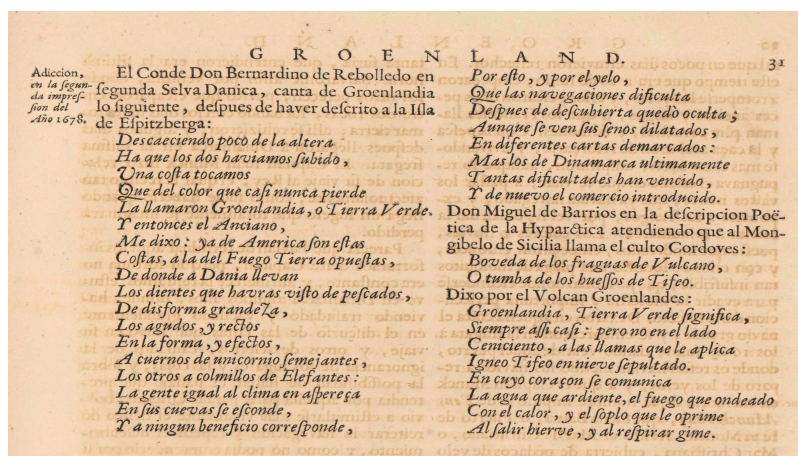 GROENLAND.
31
Adiccion,
en la segun-
da impres-
sion del
Año 1678.
El Conde Don Bernardino de Rebolledo en
segunda Selva Danica, canta de Groenlandia
lo siguiente, despues de haver descrito a la Isla
de Espitzberga:
Descaeciendo poco de la altera
Ha que los dos haviamos subido,
Una costa tocamos
Que del color que casi nunca pierde
La llamaron Groenlandia, o Tierra Verde.
Y entonces el Anciano,
Me dixo: ya de America son estas
Costas, a la del Fuego Tierra opuestas,
De donde a Dania llevan
Los dientes que havras visto de pescados,
De disforma grandeza,
Los agudos, y rectos
En la forma, y efectos,
A cuernos de unicornio semejantes,
Los otros a colmillos de Elefantes:
La gente igual al clima en aspereça
En sus cuevas se esconde,
Y a ningun beneficio corresponde,
Por esto, y por el yelo,
Que las navegaciones dificulta
Despues de descubierta quedò oculta;
Aunque se ven sus senos dilatados,
En diferentes cartas demarcados:
Mas los de Dinamarca ultimamente
Tantas dificultades han vencido,
Y de nuevo el comercio introducido.
Don Miguel de Barrios en la descripcion Poë-
tica de la Hyparctica atendiendo que al Mon-
gibelo de Sicilia llama el culto Cordoves:
Boveda de los fraguas de Vulcano,
O tumba de los huessos de Tifeo.
Dixo por el Volcan Groenlandes:
Groenlandia, Tierra Verde significa,
Siempre assi casi: pero no en el lado
Ceniciento, a las llamas que le aplica
Igneo Tifeo en nieve sepultado.
En cuyo coraçon se comunica
La agua que ardiente, el fuego que ondeado
Con el calor, y el soplo que le oprime
Al salir hierve, y al respirar gime.